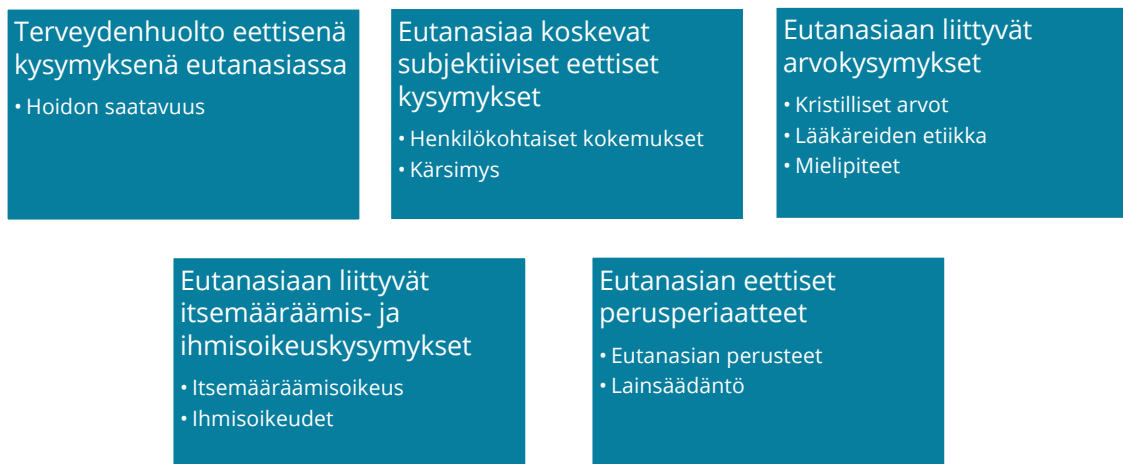 Terveydenhuolto eettisenä
kysymyksenä eutanasiassa
• Hoidon saatavuus
Eutanasiaa koskevat
subjektiiviset eettiset
kysymykset
• Henkilökohtaiset kokemukset
• Kärsimys
Eutanasiaan liittyvät
arvokysymykset
• Kristilliset arvot
• Lääkäreiden etiikka
• Mielipiteet
Eutanasiaan liittyvät
itsemääräämis- ja
ihmisoikeuskysymykset
• Itsemääräämisoikeus
• Ihmisoikeudet
Eutanasian eettiset
perusperiaatteet
• Eutanasian perusteet
• Lainsäädäntö